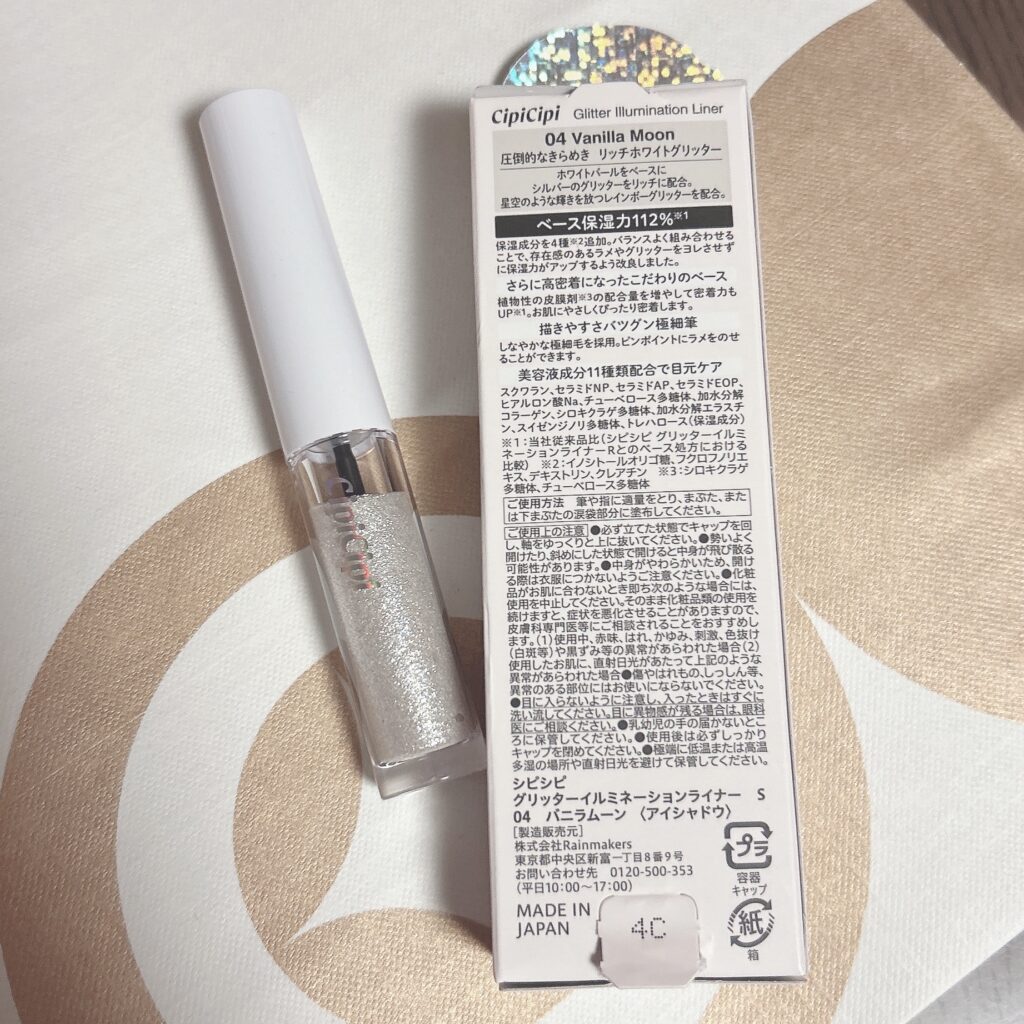 CipiCipi
CipiCipi Glitter Illumination Liner
04 Vanilla Moon
圧倒的なきらめき リッチホワイトグリッター
ホワイトパールをベースに
シルバーのグリッターをリッチに配合。
星空のような輝きを放つレインボーグリッターを配合。
ベース保湿力112%※1
保湿成分を4種※2追加。バランスよく組み合わせる
ことで、存在感のあるラメやグリッターをヨレさせず
に保湿力がアップするよう改良しました。
さらに高密着になったこだわりのベース
植物性の皮膜剤※3の配合量を増やして密着力も
UP※1。お肌にやさしくぴったり密着します。
描きやすさバツグン極細筆
しなやかな極細毛を採用。ピンポイントにラメをのせ
ることができます。
美容液成分11種類配合で目元ケア
スクワラン、セラミドNP、セラミドAP、セラミドEOP、
ヒアルロン酸Na、チューベロース多糖体、加水分解
コラーゲン、シロキクラゲ多糖体、加水分解エラスチ
ン、スイゼンジノリ多糖体、トレハロース(保湿成分)
※1:当社従来品比(シピシピ グリッターイルミ
ネーションライナーRとのベース処方における
比較) ※2:イノシトールオリゴ糖、フクロノリエ
キス、デキストリン、クレアチン ※3:シロキクラゲ
多糖体、チューベロース多糖体
ご使用方法 筆や指に適量をとり、まぶた、また
は下まぶたの涙袋部分に塗布してください。
ご使用上の注意 ●必ず立てた状態でキャップを回
し、軸をゆっくりと上に抜いてください。●勢いよく
開けたり、斜めにした状態で開けると中身が飛び散る
可能性があります。●中身がやわらかいため、開け
る際は衣服につかないようご注意ください。●化粧
品がお肌に合わないとき即ち次のような場合には、
使用を中止してください。そのまま化粧品類の使用を
続けますと、症状を悪化させることがありますので、
皮膚科専門医等にご相談されることをおすすめし
ます。(1)使用中、赤味、はれ、かゆみ、刺激、色抜け
(白斑等)や黒ずみ等の異常があらわれた場合(2)
使用したお肌に、直射日光があたって上記のような
異常があらわれた場合●傷やはれもの、しっしん等、
異常のある部位にはお使いにならないでください。
●目に入らないように注意し、入ったときはすぐに
洗い流してください。目に異物感が残る場合は、眼科
医にご相談ください。●乳幼児の手の届かないとこ
ろに保管してください。●使用後は必ずしっかり
キャップを閉めてください。●極端に低温または高温
多湿の場所や直射日光を避けて保管してください。
シピシピ
グリッターイルミネーションライナー S
04 バニラムーン 〈アイシャドウ〉
[製造販売元]
株式会社Rainmakers
東京都中央区新富一丁目8番9号
お問い合わせ先 0120-500-353
(平日10:00〜17:00)
MADE IN
JAPAN
4C
プラ
容器
キャップ
紙
箱